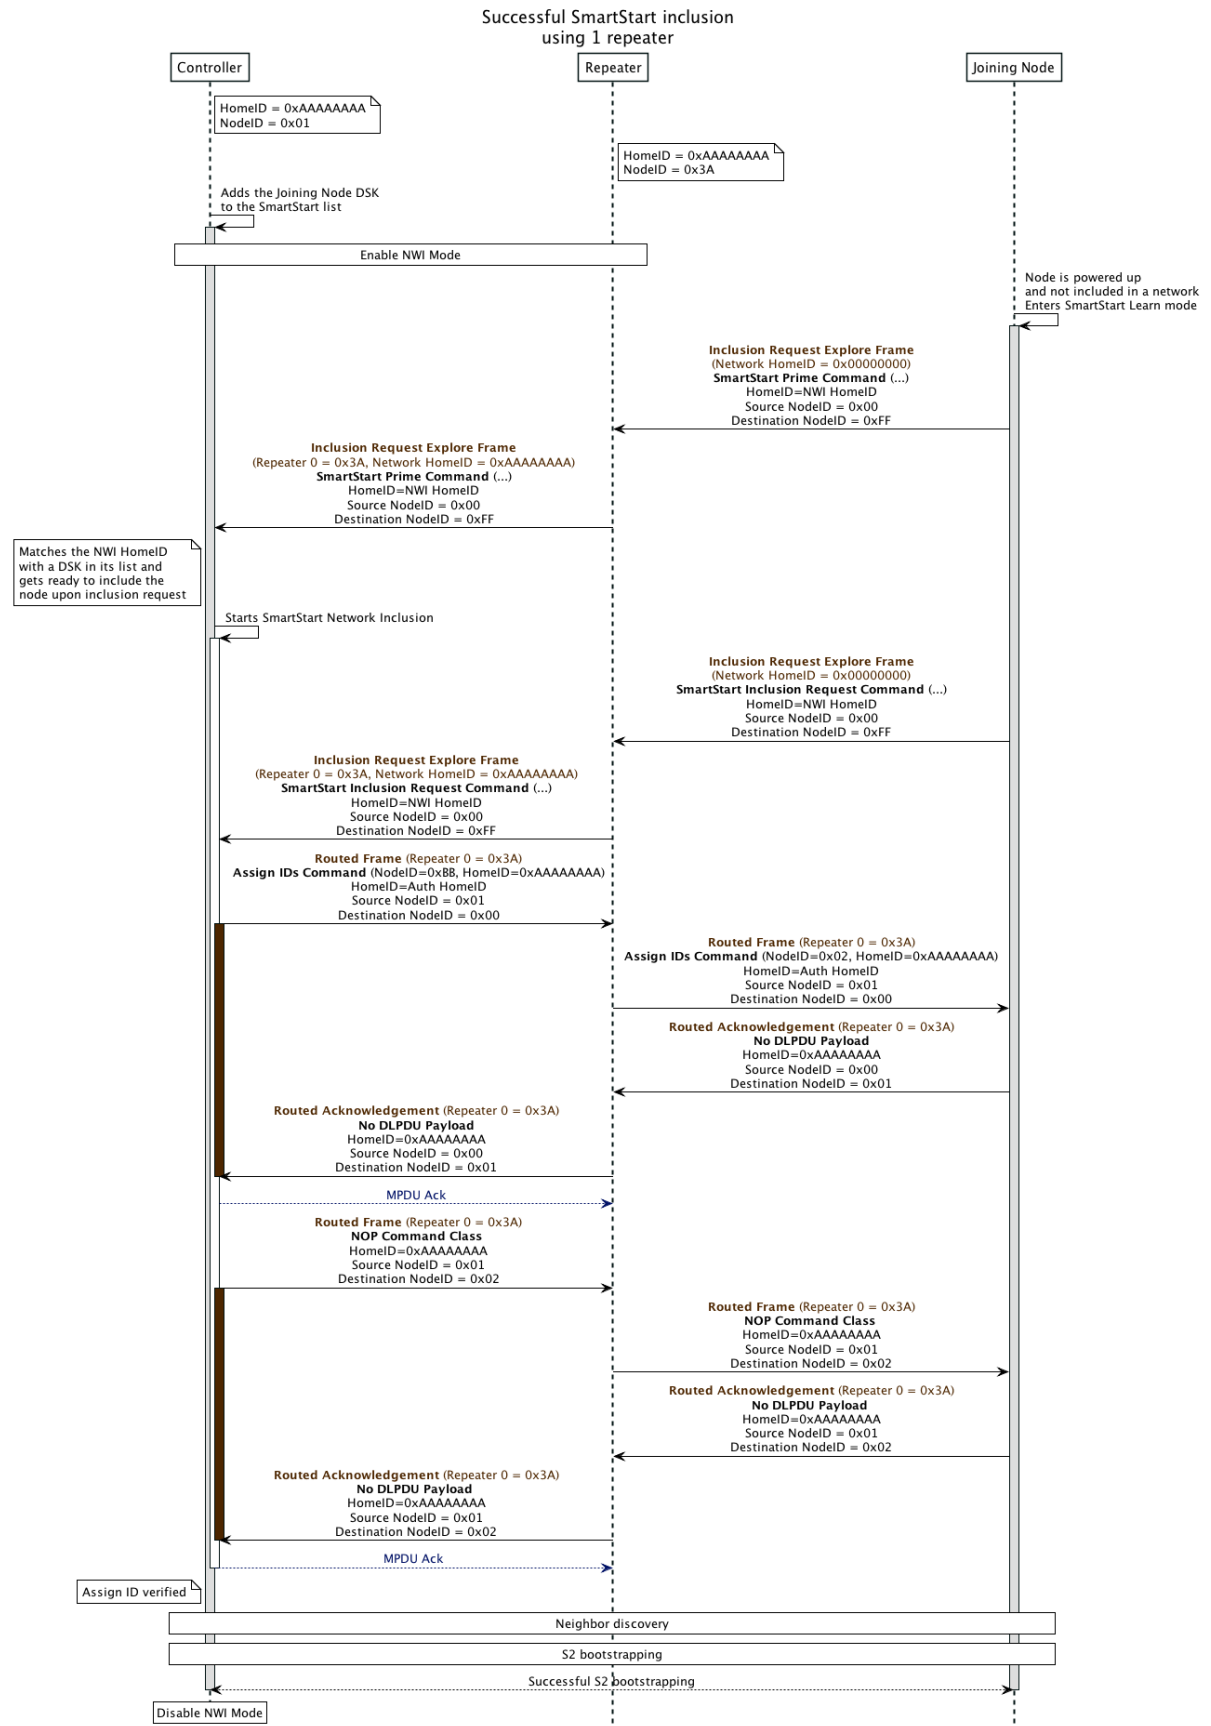 Successful SmartStart inclusion
using 1 repeater
Controller
Repeater
Joining Node
HomeID = 0xAAAAAAAA
NodeID = 0x01
HomeID = 0xAAAAAAAA
NodeID = 0x3A
Adds the Joining Node DSK
to the SmartStart list
Enable NWI Mode
Node is powered up
and not included in a network
Enters SmartStart Learn mode
Inclusion Request Explore Frame
(Network HomeID = 0x00000000)
SmartStart Prime Command (...)
HomeID=NWI HomeID
Source NodeID = 0x00
Destination NodeID = 0xFF
Inclusion Request Explore Frame
(Repeater 0 = 0x3A, Network HomeID = 0xAAAAAAAA)
SmartStart Prime Command (...)
HomeID=NWI HomeID
Source NodeID = 0x00
Destination NodeID = 0xFF
Matches the NWI HomeID
with a DSK in its list and
gets ready to include the
node upon inclusion request
Starts SmartStart Network Inclusion
Inclusion Request Explore Frame
(Network HomeID = 0x00000000)
SmartStart Inclusion Request Command (...)
HomeID=NWI HomeID
Source NodeID = 0x00
Destination NodeID = 0xFF
Inclusion Request Explore Frame
(Repeater 0 = 0x3A, Network HomeID = 0xAAAAAAAA)
SmartStart Inclusion Request Command (...)
HomeID=NWI HomeID
Source NodeID = 0x00
Destination NodeID = 0xFF
Routed Frame (Repeater 0 = 0x3A)
Assign IDs Command (NodeID=0xBB, HomeID=0xAAAAAAAA)
HomeID=Auth HomeID
Source NodeID = 0x01
Destination NodeID = 0x00
Routed Frame (Repeater 0 = 0x3A)
Assign IDs Command (NodeID=0x02, HomeID=0xAAAAAAAA)
HomeID=Auth HomeID
Source NodeID = 0x01
Destination NodeID = 0x00
Routed Acknowledgement (Repeater 0 = 0x3A)
No DLPDU Payload
HomeID=0xAAAAAAAA
Source NodeID = 0x00
Destination NodeID = 0x01
Routed Acknowledgement (Repeater 0 = 0x3A)
No DLPDU Payload
HomeID=0xAAAAAAAA
Source NodeID = 0x00
Destination NodeID = 0x01
MPDU Ack
Routed Frame (Repeater 0 = 0x3A)
NOP Command Class
HomeID=0xAAAAAAAA
Source NodeID = 0x01
Destination NodeID = 0x02
Routed Frame (Repeater 0 = 0x3A)
NOP Command Class
HomeID=0xAAAAAAAA
Source NodeID = 0x01
Destination NodeID = 0x02
Routed Acknowledgement (Repeater 0 = 0x3A)
No DLPDU Payload
HomeID=0xAAAAAAAA
Source NodeID = 0x01
Destination NodeID = 0x02
Routed Acknowledgement (Repeater 0 = 0x3A)
No DLPDU Payload
HomeID=0xAAAAAAAA
Source NodeID = 0x01
Destination NodeID = 0x02
MPDU Ack
Assign ID verified
Neighbor discovery
S2 bootstrapping
Successful S2 bootstrapping
Disable NWI Mode